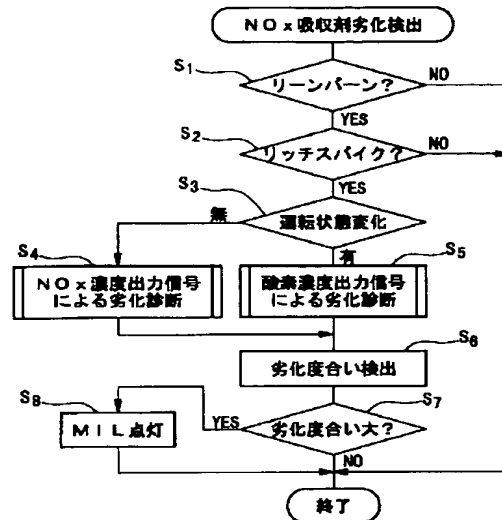 NOx吸収剤劣化検出
S1
リーンバーン?
NO
YES
S2
リッチスパイク?
NO
YES
S3
運転状態変化
無
有
S4
NOx濃度出力信号
による劣化診断
S5
酸素濃度出力信号
による劣化診断
S6
劣化度合い検出
S7
劣化度合い大?
YES
NO
S8
MIL点灯
終了